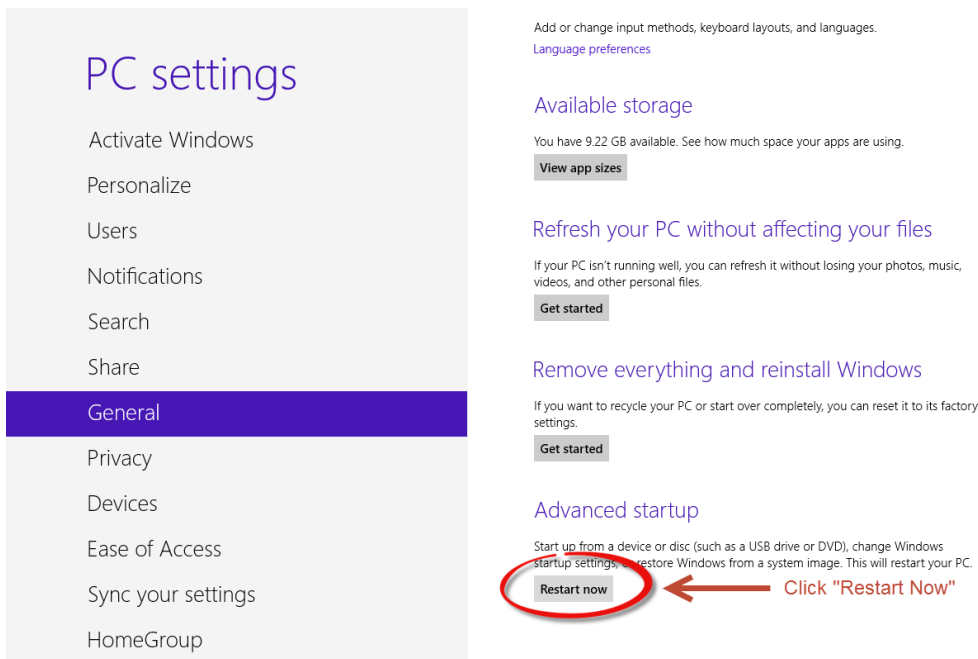 PC settings
Activate Windows
Personalize
Users
Notifications
Search
Share
General
Privacy
Devices
Ease of Access
Sync your settings
HomeGroup
Add or change input methods, keyboard layouts, and languages.
Language preferences
Available storage
You have 9.22 GB available. See how much space your apps are using.
View app sizes
Refresh your PC without affecting your files
If your PC isn't running well, you can refresh it without losing your photos, music,
videos, and other personal files.
Get started
Remove everything and reinstall Windows
If you want to recycle your PC or start over completely, you can reset it to its factory
settings.
Get started
Advanced startup
Start up from a device or disc (such as a USB drive or DVD), change Windows
startup settings, restore Windows from a system image. This will restart your PC.
Restart now
Click "Restart Now"